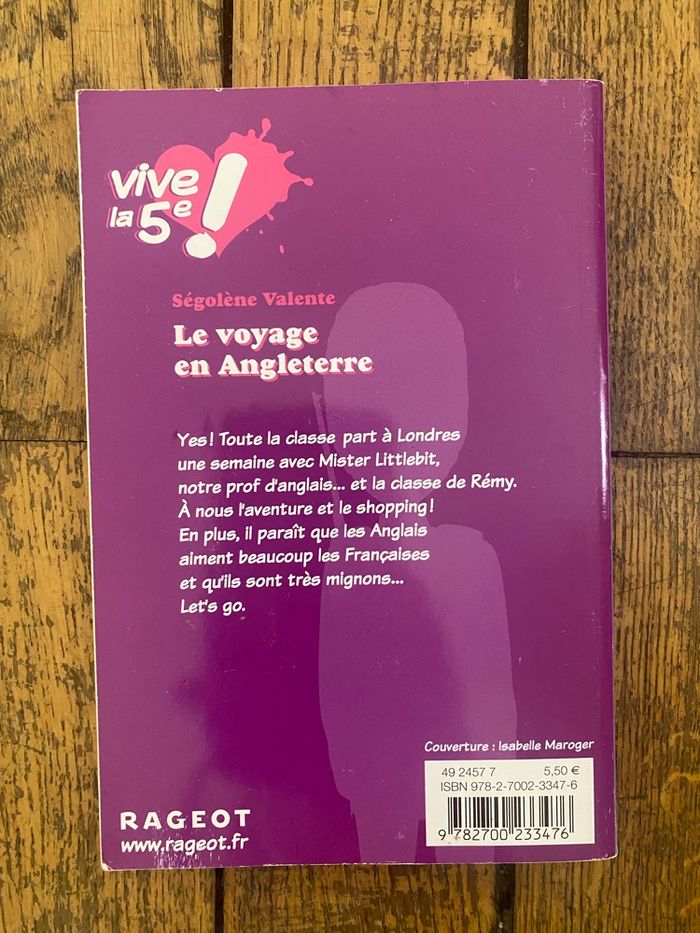 vive
la 5e !
Ségolène Valente
Le voyage
en Angleterre
Yes! Toute la classe part à Londres
une semaine avec Mister Littlebit,
notre prof d'anglais... et la classe de Rémy.
À nous l'aventure et le shopping!
En plus, il paraît que les Anglais
aiment beaucoup les Françaises
et qu'ils sont très mignons...
Let's go.
Couverture : Isabelle Maroger
49 2457 7 5,50 €
ISBN 978-2-7002-3347-6
9 782700 233476
RAGEOT
www.rageot.fr